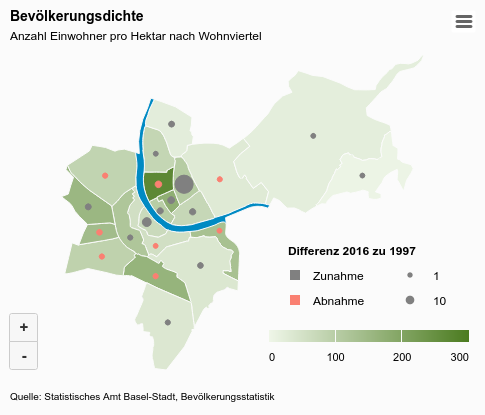 Bevölkerungsdichte
Anzahl Einwohner pro Hektar nach Wohnviertel
Differenz 2016 zu 1997
Zunahme 1
Abnahme 10
0 100 200 300
+
-
Quelle: Statistisches Amt Basel-Stadt, Bevölkerungsstatistik